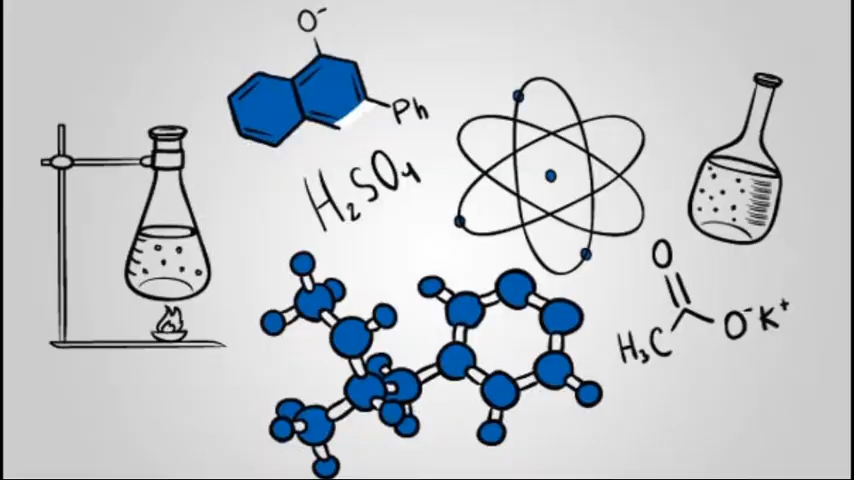 O⁻
Ph
H₂SO₄
O
H₃C O⁻K⁺